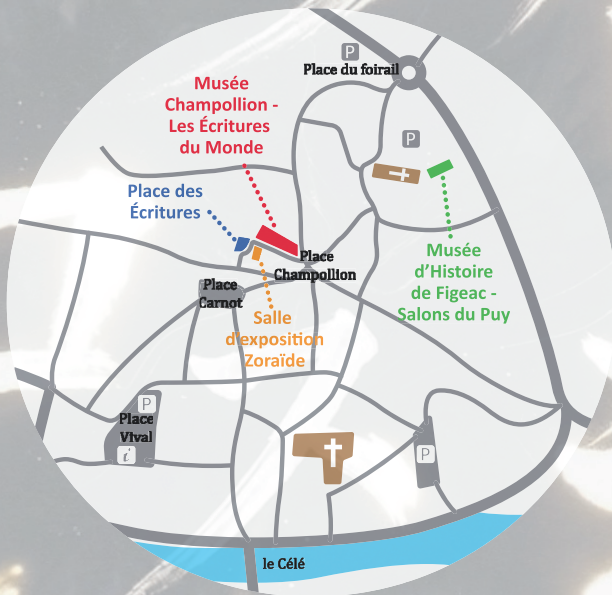 P
Place du foirail
Musée
Champollion -
Les Écritures
du Monde
P
Place des
Écritures
Musée
d'Histoire
de Figeac -
Salons du Puy
Place
Champollion
Place
Carnot
Salle
d'exposition
Zoraïde
P
Place
Vival
i
P
le Célé